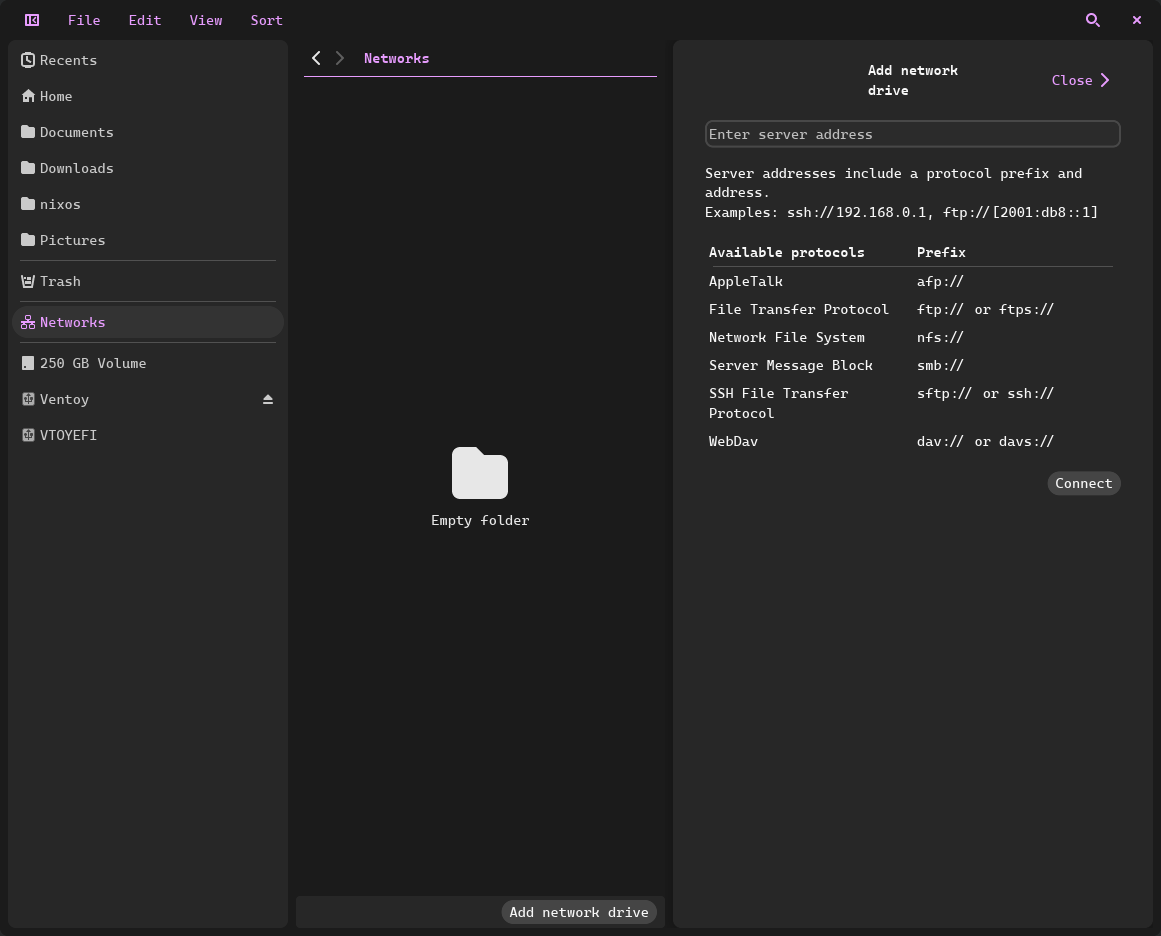 File Edit View Sort
Recents
Home
Documents
Downloads
nixos
Pictures
Trash
Networks
250 GB Volume
Ventoy
VTOYEFI
Networks
Empty folder
Add network drive
Add network
drive
Close
Enter server address
Server addresses include a protocol prefix and
address.
Examples: ssh://192.168.0.1, ftp://[2001:db8::1]
Available protocols Prefix
AppleTalk afp://
File Transfer Protocol ftp:// or ftps://
Network File System nfs://
Server Message Block smb://
SSH File Transfer sftp:// or ssh://
Protocol
WebDav dav:// or davs://
Connect